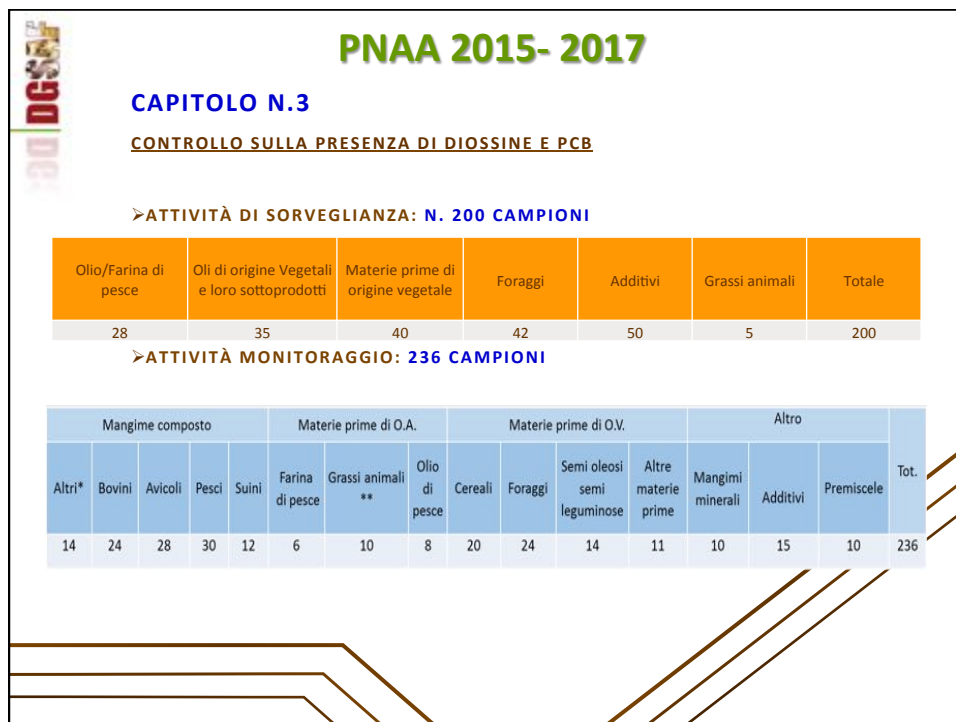 DGSAF
PNAA 2015- 2017
CAPITOLO N.3
CONTROLLO SULLA PRESENZA DI DIOSSINE E PCB
➢ATTIVITÀ DI SORVEGLIANZA: N. 200 CAMPIONI
Olio/Farina di pesce Oli di origine Vegetali e loro sottoprodotti Materie prime di origine vegetale Foraggi Additivi Grassi animali Totale
28 35 40 42 50 5 200
➢ATTIVITÀ MONITORAGGIO: 236 CAMPIONI
Mangime composto Materie prime di O.A. Materie prime di O.V. Altro Tot.
Altri* Bovini Avicoli Pesci Suini Farina di pesce Grassi animali ** Olio di pesce Cereali Foraggi Semi oleosi semi leguminose Altre materie prime Mangimi minerali Additivi Premiscele
14 24 28 30 12 6 10 8 20 24 14 11 10 15 10 236